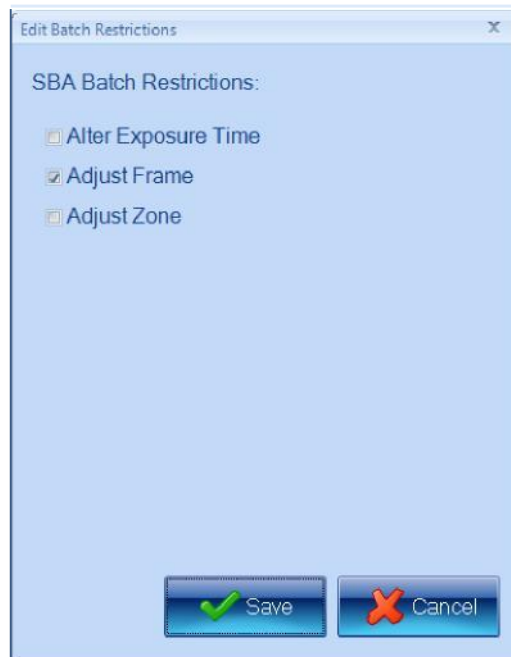 Edit Batch Restrictions
x
SBA Batch Restrictions:
Alter Exposure Time
Adjust Frame
Adjust Zone
Save
Cancel